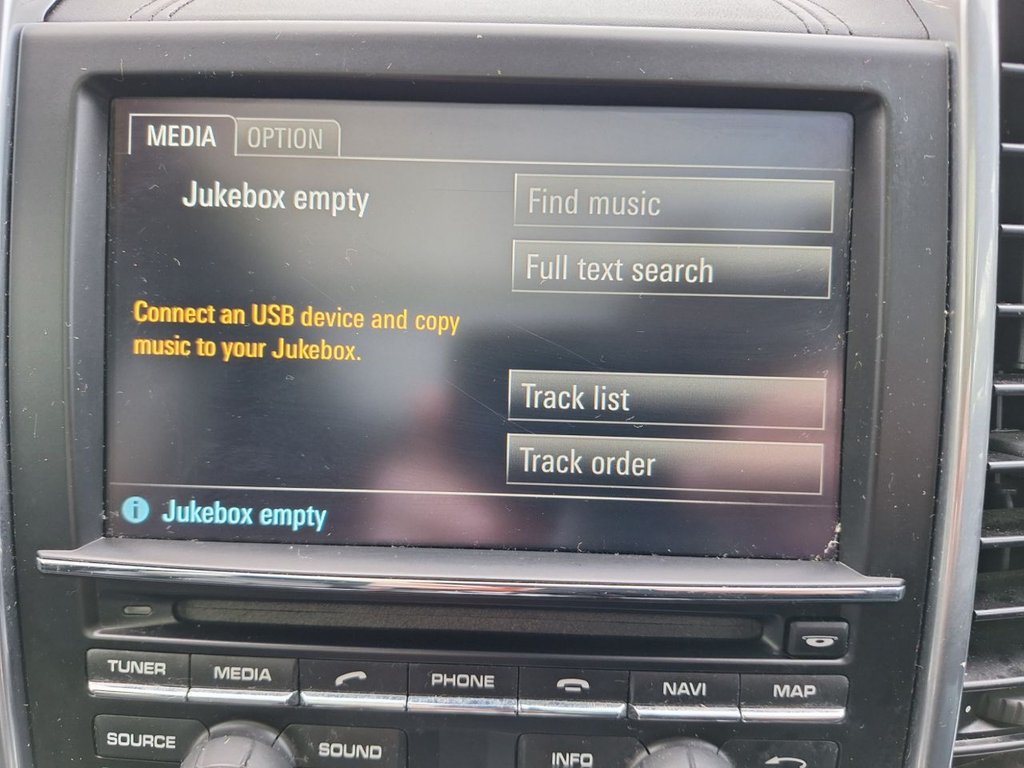 MEDIA OPTION
Jukebox empty
Find music
Full text search
Connect an USB device and copy
music to your Jukebox.
Track list
Track order
i Jukebox empty
TUNER MEDIA PHONE NAVI MAP
SOURCE SOUND INFO